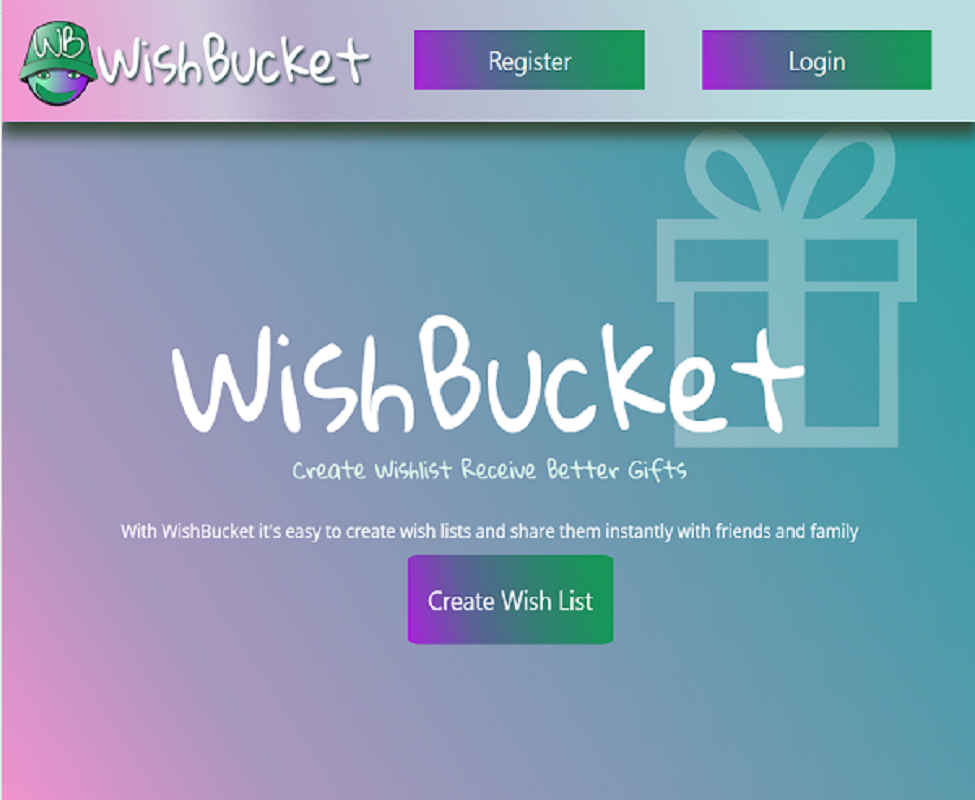 WB WishBucket Register Login
WishBucket
Create Wishlist Receive Better Gifts
With WishBucket it's easy to create wish lists and share them instantly with friends and family
Create Wish List